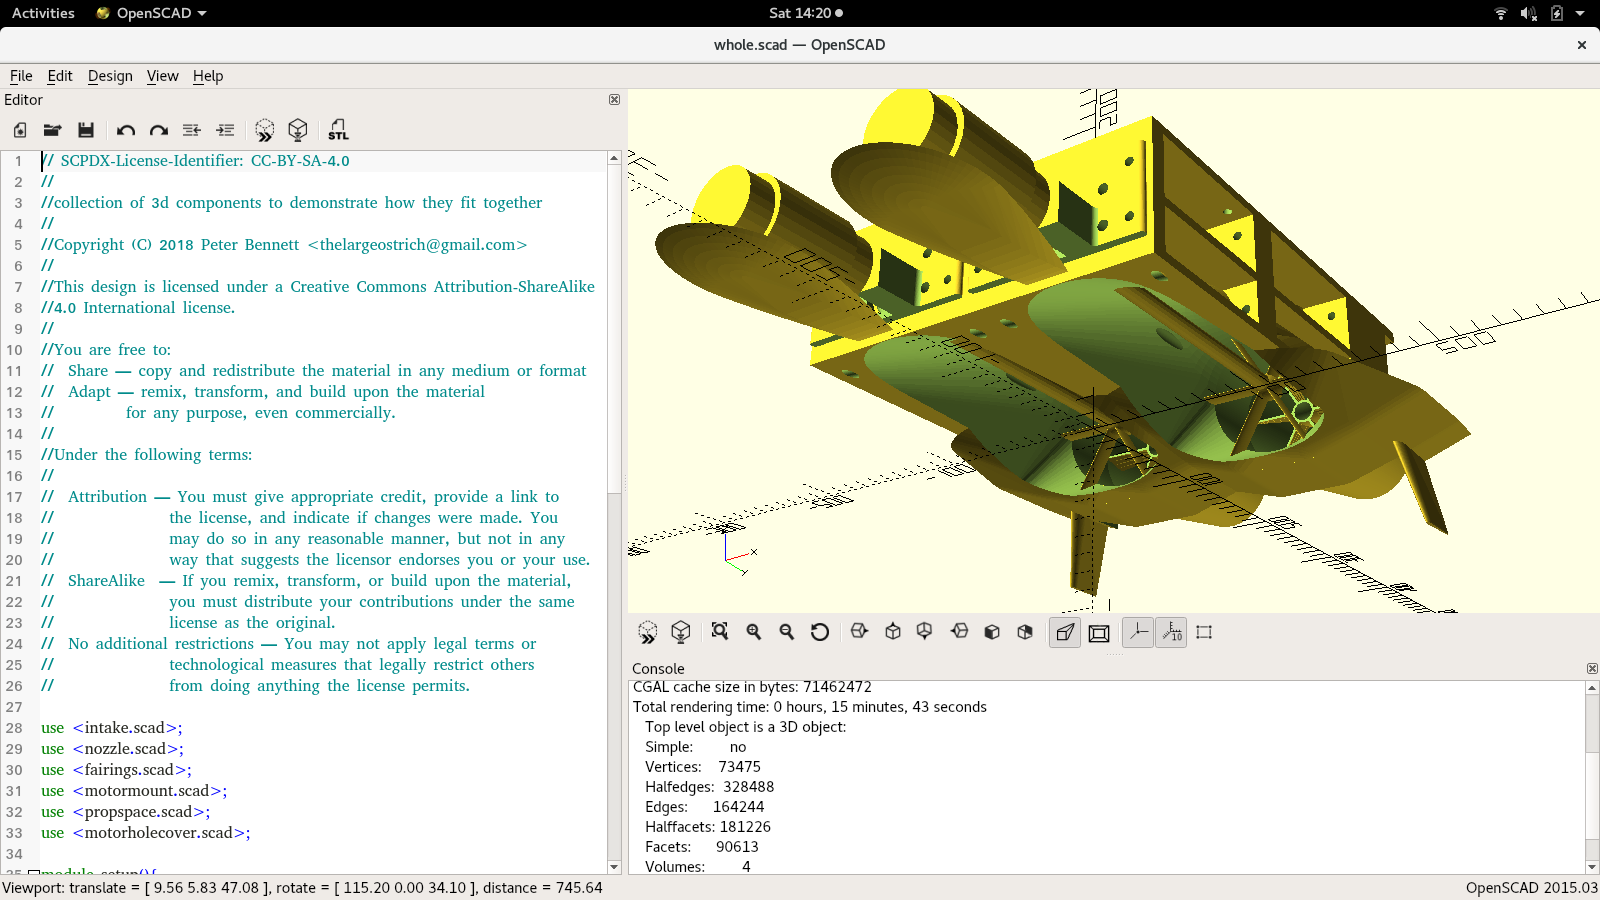 Activities OpenSCAD Sat 14:20
whole.scad — OpenSCAD
File Edit Design View Help
Editor
STL
1 // SCPDX-License-Identifier: CC-BY-SA-4.0
2 //
3 //collection of 3d components to demonstrate how they fit together
4 //
5 //Copyright (C) 2018 Peter Bennett <thelargeostrich@gmail.com>
6 //
7 //This design is licensed under a Creative Commons Attribution-ShareAlike
8 //4.0 International license.
9 //
10 //You are free to:
11 // Share — copy and redistribute the material in any medium or format
12 // Adapt — remix, transform, and build upon the material
13 // for any purpose, even commercially.
14 //
15 //Under the following terms:
16 //
17 // Attribution — You must give appropriate credit, provide a link to
18 // the license, and indicate if changes were made. You
19 // may do so in any reasonable manner, but not in any
20 // way that suggests the licensor endorses you or your use.
21 // ShareAlike — If you remix, transform, or build upon the material,
22 // you must distribute your contributions under the same
23 // license as the original.
24 // No additional restrictions — You may not apply legal terms or
25 // technological measures that legally restrict others
26 // from doing anything the license permits.
27
28 use <intake.scad>;
29 use <nozzle.scad>;
30 use <fairings.scad>;
31 use <motormount.scad>;
32 use <propspace.scad>;
33 use <motorholecover.scad>;
34
35 module setup(){
x
y
10
Console
CGAL cache size in bytes: 71462472
Total rendering time: 0 hours, 15 minutes, 43 seconds
Top level object is a 3D object:
Simple: no
Vertices: 73475
Halfedges: 328488
Edges: 164244
Halffacets: 181226
Facets: 90613
Volumes: 4
Viewport: translate = [ 9.56 5.83 47.08 ], rotate = [ 115.20 0.00 34.10 ], distance = 745.64
OpenSCAD 2015.03